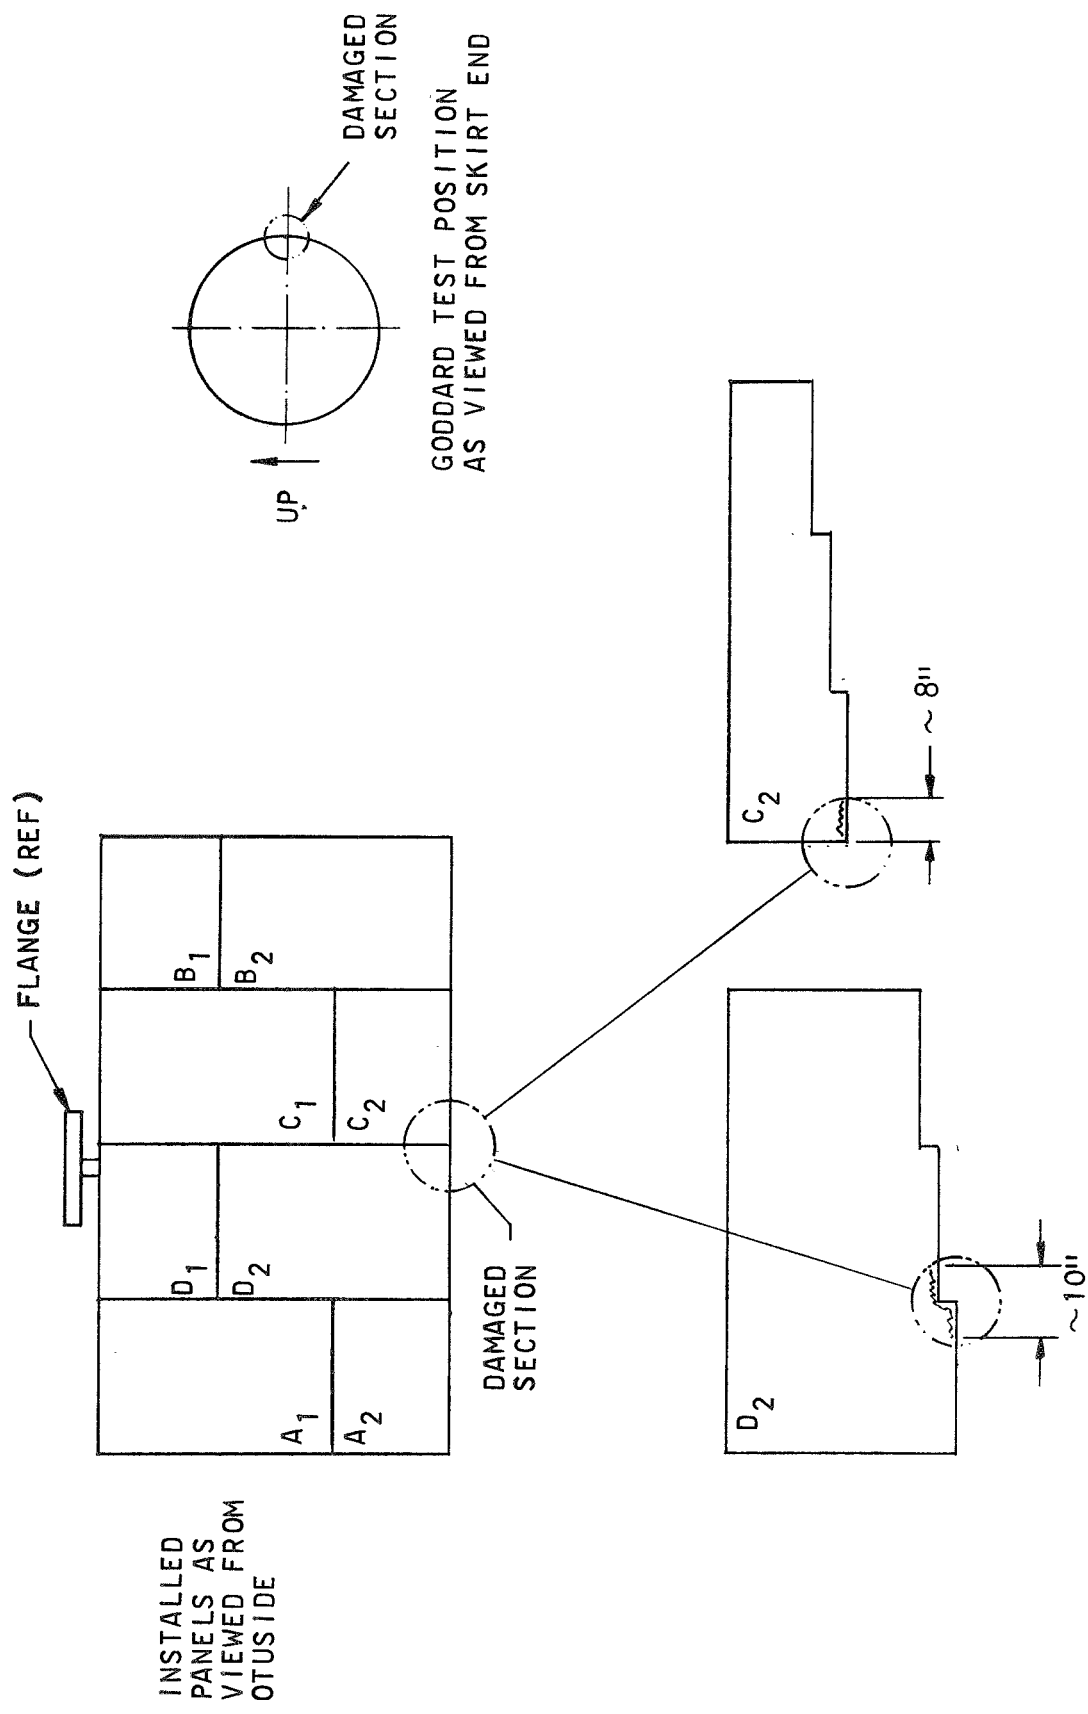 INSTALLED
PANELS AS
VIEWED FROM
OTUSIDE
FLANGE (REF)
A1
A2
D1
D2
C1
C2
B1
B2
DAMAGED
SECTION
UP
DAMAGED
SECTION
GODDARD TEST POSITION
AS VIEWED FROM SKIRT END
D2
~10"
C2
~ 8"